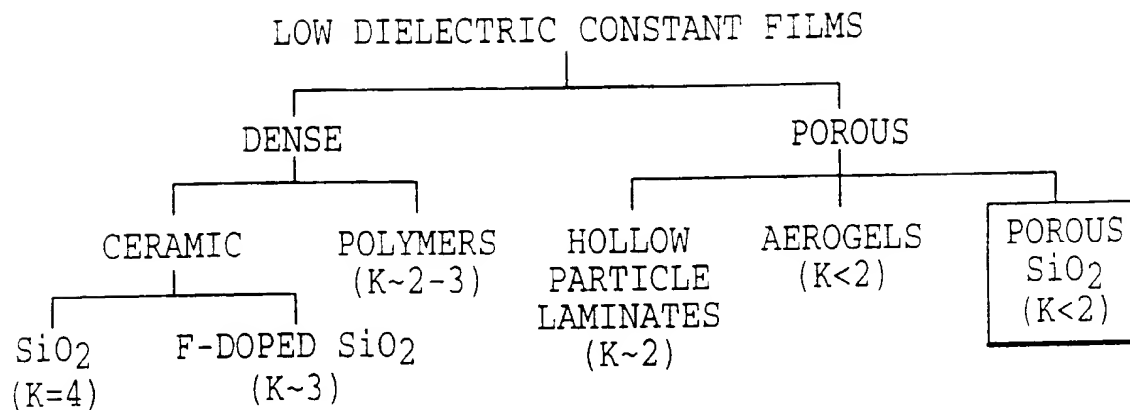 LOW DIELECTRIC CONSTANT FILMS
DENSE
POROUS
CERAMIC
POLYMERS
(K~2-3)
HOLLOW
PARTICLE
LAMINATES
(K~2)
AEROGELS
(K<2)
POROUS
SiO₂
(K<2)
SiO₂
(K=4)
F-DOPED SiO₂
(K~3)